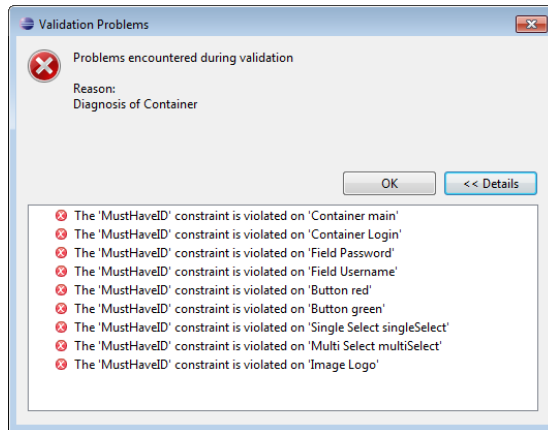 Validation Problems
Problems encountered during validation
Reason:
Diagnosis of Container
OK
<< Details
The 'MustHaveID' constraint is violated on 'Container main'
The 'MustHaveID' constraint is violated on 'Container Login'
The 'MustHaveID' constraint is violated on 'Field Password'
The 'MustHaveID' constraint is violated on 'Field Username'
The 'MustHaveID' constraint is violated on 'Button red'
The 'MustHaveID' constraint is violated on 'Button green'
The 'MustHaveID' constraint is violated on 'Single Select singleSelect'
The 'MustHaveID' constraint is violated on 'Multi Select multiSelect'
The 'MustHaveID' constraint is violated on 'Image Logo'